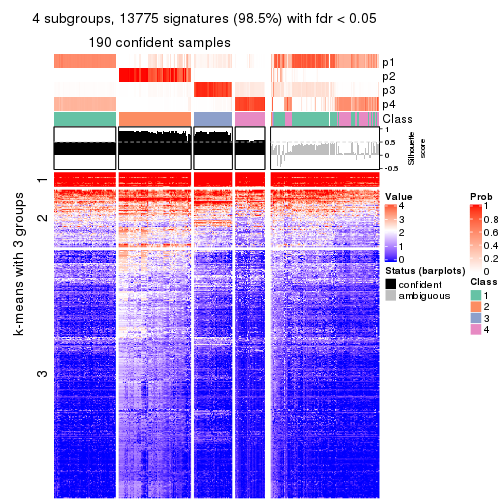 4 subgroups, 13775 signatures (98.5%) with fdr < 0.05
190 confident samples
p1
p2
p3
p4
Class
1
0.5
0
-0.5
Silhouette
score
k-means with 3 groups
1
2
3
Value
4
3
2
1
0
Status (barplots)
confident
ambiguous
Prob
1
0.8
0.6
0.4
0.2
0
Class
1
2
3
4